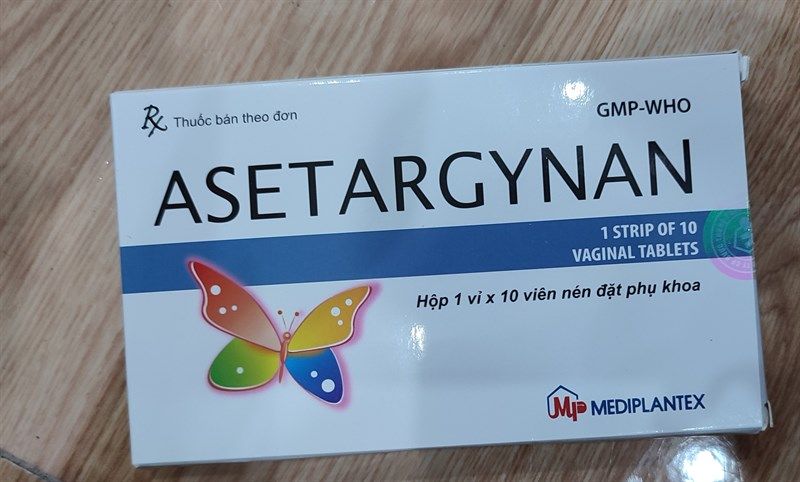 Rx Thuốc bán theo đơn
GMP-WHO
ASETARGYNAN
1 STRIP OF 10
VAGINAL TABLETS
Hộp 1 vỉ x 10 viên nén đặt phụ khoa
MP MEDIPLANTEX